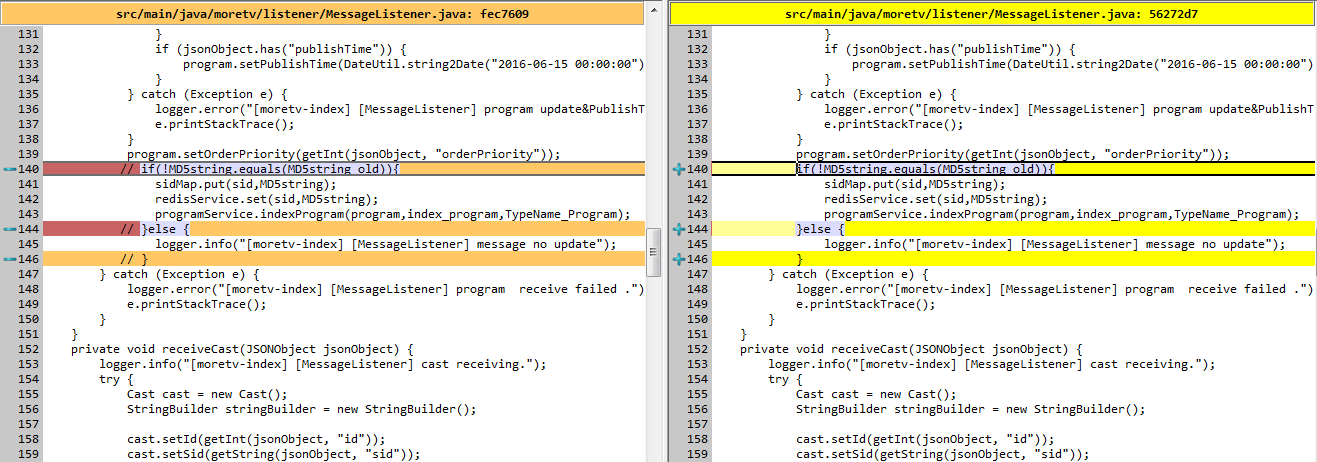 src/main/java/moretv/listener/MessageListener.java: fec7609
131 }
132 if (jsonObject.has("publishTime")) {
133 program.setPublishTime(DateUtil.string2Date("2016-06-15 00:00:00")
134 }
135 } catch (Exception e) {
136 logger.error("[moretv-index] [MessageListener] program update&PublishT
137 e.printStackTrace();
138 }
139 program.setOrderPriority(getInt(jsonObject, "orderPriority"));
140 // if(!MD5string.equals(MD5string_old)){
141 sidMap.put(sid,MD5string);
142 redisService.set(sid,MD5string);
143 programService.indexProgram(program,index_program,TypeName_Program);
144 // }else {
145 logger.info("[moretv-index] [MessageListener] message no update");
146 // }
147 } catch (Exception e) {
148 logger.error("[moretv-index] [MessageListener] program  receive failed .")
149 e.printStackTrace();
150 }
151 }
152 private void receiveCast(JSONObject jsonObject) {
153 logger.info("[moretv-index] [MessageListener] cast receiving.");
154 try {
155 Cast cast = new Cast();
156 StringBuilder stringBuilder = new StringBuilder();
157
158 cast.setId(getInt(jsonObject, "id"));
159 cast.setSid(getString(jsonObject, "sid"));
src/main/java/moretv/listener/MessageListener.java: 56272d7
131 }
132 if (jsonObject.has("publishTime")) {
133 program.setPublishTime(DateUtil.string2Date("2016-06-15 00:00:00")
134 }
135 } catch (Exception e) {
136 logger.error("[moretv-index] [MessageListener] program update&PublishT
137 e.printStackTrace();
138 }
139 program.setOrderPriority(getInt(jsonObject, "orderPriority"));
140 if(!MD5string.equals(MD5string_old)){
141 sidMap.put(sid,MD5string);
142 redisService.set(sid,MD5string);
143 programService.indexProgram(program,index_program,TypeName_Program);
144 }else {
145 logger.info("[moretv-index] [MessageListener] message no update");
146 }
147 } catch (Exception e) {
148 logger.error("[moretv-index] [MessageListener] program  receive failed .")
149 e.printStackTrace();
150 }
151 }
152 private void receiveCast(JSONObject jsonObject) {
153 logger.info("[moretv-index] [MessageListener] cast receiving.");
154 try {
155 Cast cast = new Cast();
156 StringBuilder stringBuilder = new StringBuilder();
157
158 cast.setId(getInt(jsonObject, "id"));
159 cast.setSid(getString(jsonObject, "sid"));